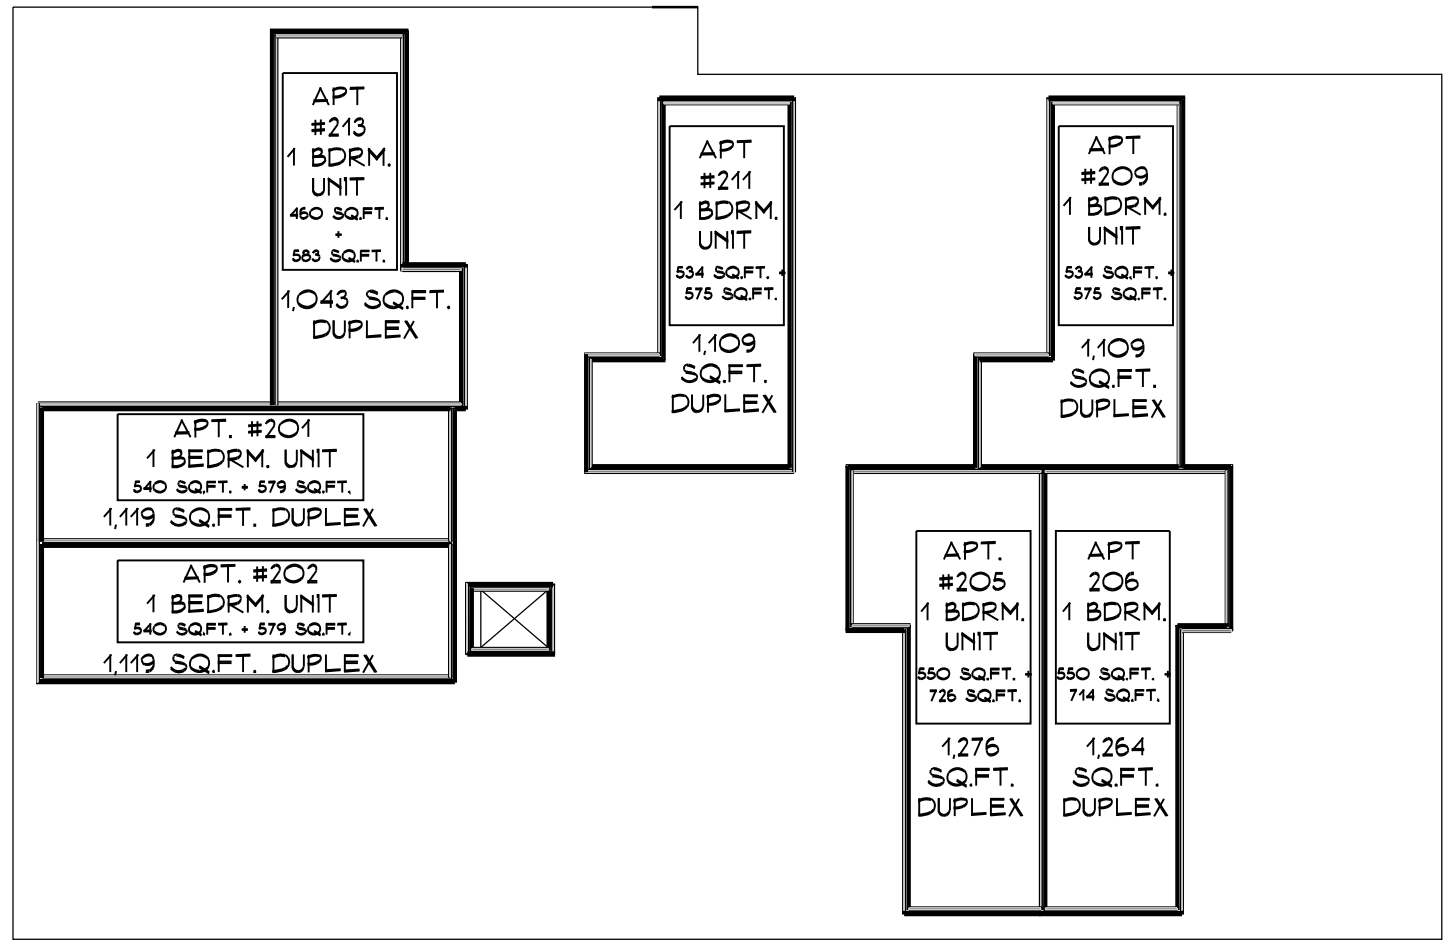 APT
#213
1 BDRM.
UNIT
460 SQ.FT.
+
583 SQ.FT.
1,043 SQ.FT.
DUPLEX
APT
#211
1 BDRM.
UNIT
534 SQ.FT. +
575 SQ.FT.
1,109
SQ.FT.
DUPLEX
APT
#209
1 BDRM.
UNIT
534 SQ.FT. +
575 SQ.FT.
1,109
SQ.FT.
DUPLEX
APT. #201
1 BEDRM. UNIT
540 SQ.FT. + 579 SQ.FT.
1,119 SQ.FT. DUPLEX
APT. #202
1 BEDRM. UNIT
540 SQ.FT. + 579 SQ.FT.
1,119 SQ.FT. DUPLEX
APT.
#205
1 BDRM.
UNIT
550 SQ.FT. +
726 SQ.FT.
1,276
SQ.FT.
DUPLEX
APT
206
1 BDRM.
UNIT
550 SQ.FT. +
714 SQ.FT.
1,264
SQ.FT.
DUPLEX